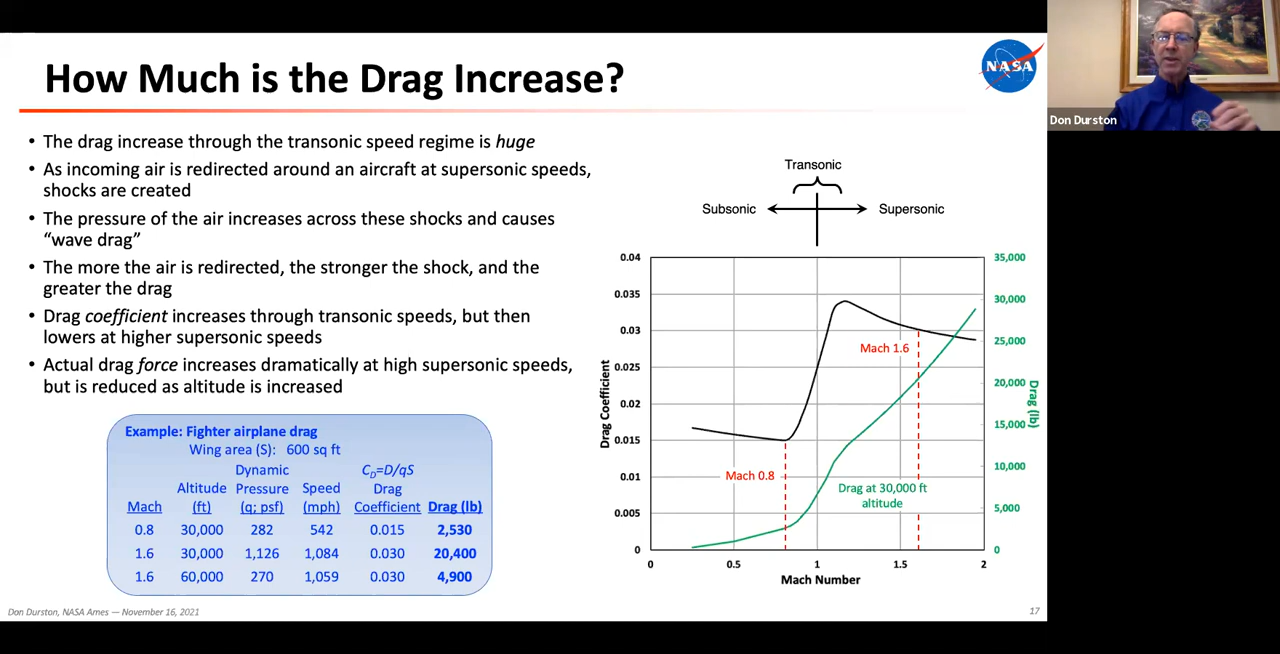 How Much is the Drag Increase?
NASA
Don Durston
• The drag increase through the transonic speed regime is huge
• As incoming air is redirected around an aircraft at supersonic speeds,
shocks are created
• The pressure of the air increases across these shocks and causes
“wave drag”
• The more the air is redirected, the stronger the shock, and the
greater the drag
• Drag coefficient increases through transonic speeds, but then
lowers at higher supersonic speeds
• Actual drag force increases dramatically at high supersonic speeds,
but is reduced as altitude is increased
Example: Fighter airplane drag
Wing area (S): 600 sq ft
Dynamic C_D=D/qS
Altitude Pressure Speed Drag
Mach (ft) (q; psf) (mph) Coefficient Drag (lb)
0.8 30,000 282 542 0.015 2,530
1.6 30,000 1,126 1,084 0.030 20,400
1.6 60,000 270 1,059 0.030 4,900
Transonic
Subsonic Supersonic
0.04 35,000
0.035 30,000
0.03 25,000
0.025 20,000
0.02 15,000
0.015 10,000
0.01 5,000
0.005 0
0
Drag Coefficient
Drag (lb)
Mach 1.6
Mach 0.8
Drag at 30,000 ft
altitude
0 0.5 1 1.5 2
Mach Number
Don Durston, NASA Ames — November 16, 2021
17